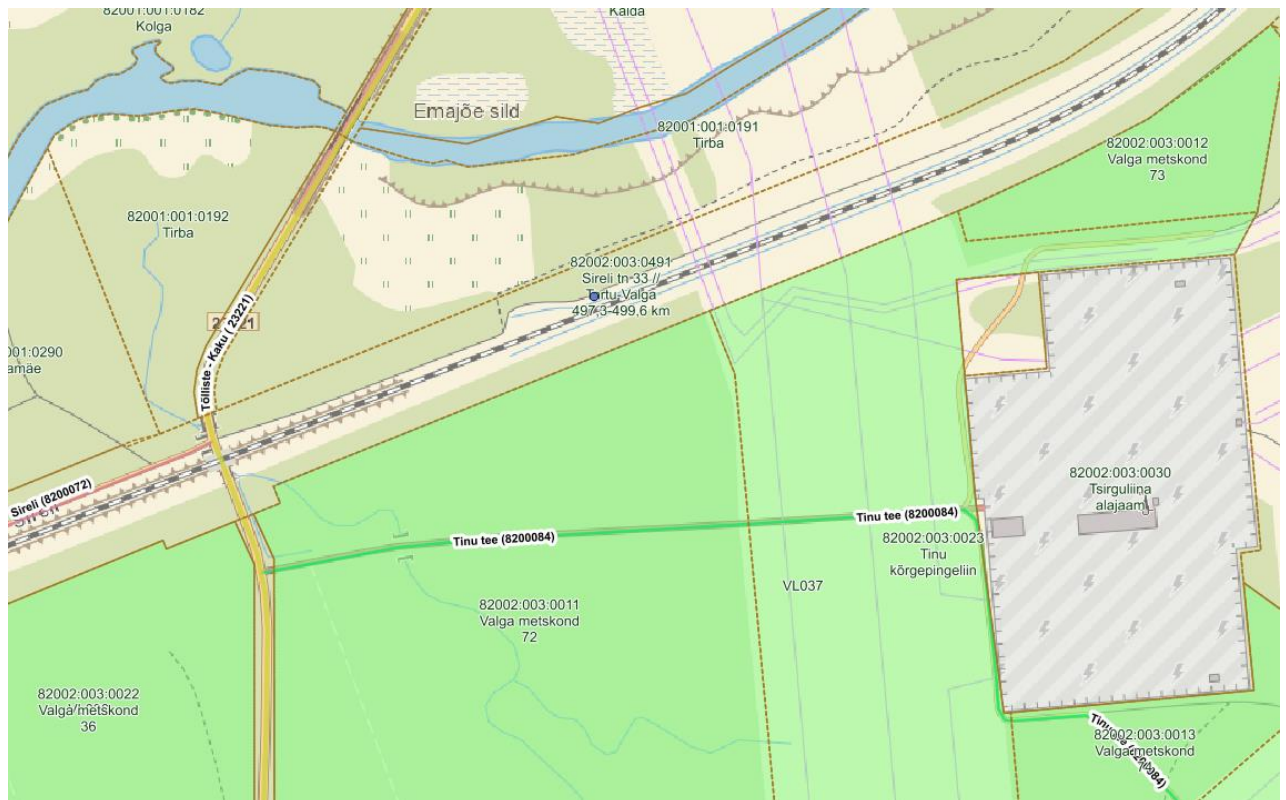 82001:001:0182
Kolga
Kalda
Emajõe sild
82001:001:0191
Tirba
82002:003:0012
Valga metskond
73
82001:001:0192
Tirba
82002:003:0491
Sireli tn 33 //
Tartu-Valga
497,3-499,6 km
Tõlliste - Kaku ( 23221)
001:0290
amäe
Sireli (8200072)
82002:003:0030
Tsirguliina
alajaam
Tinu tee (8200084)
Tinu tee (8200084)
82002:003:0023
Tinu
kõrgepingeliin
VL037
82002:003:0011
Valga metskond
72
82002:003:0022
Valga metskond
36
82002:003:0013
Valga metskond